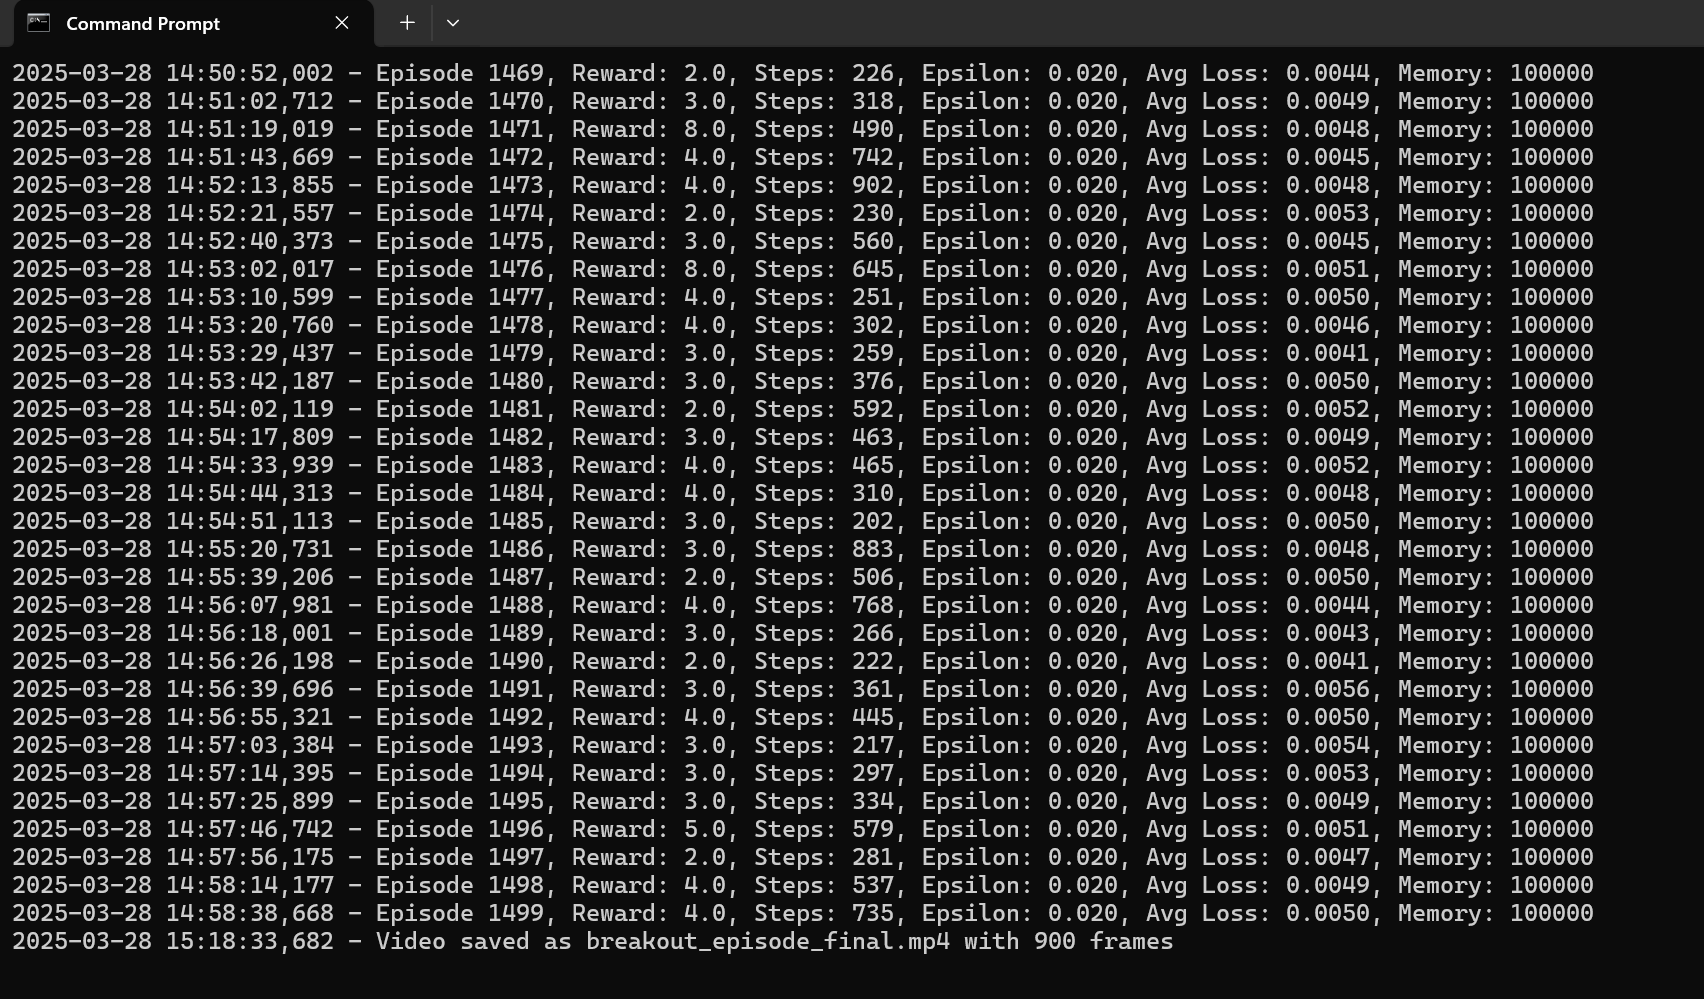 Command Prompt
2025-03-28 14:50:52,002 - Episode 1469, Reward: 2.0, Steps: 226, Epsilon: 0.020, Avg Loss: 0.0044, Memory: 100000
2025-03-28 14:51:02,712 - Episode 1470, Reward: 3.0, Steps: 318, Epsilon: 0.020, Avg Loss: 0.0049, Memory: 100000
2025-03-28 14:51:19,019 - Episode 1471, Reward: 8.0, Steps: 490, Epsilon: 0.020, Avg Loss: 0.0048, Memory: 100000
2025-03-28 14:51:43,669 - Episode 1472, Reward: 4.0, Steps: 742, Epsilon: 0.020, Avg Loss: 0.0045, Memory: 100000
2025-03-28 14:52:13,855 - Episode 1473, Reward: 4.0, Steps: 902, Epsilon: 0.020, Avg Loss: 0.0048, Memory: 100000
2025-03-28 14:52:21,557 - Episode 1474, Reward: 2.0, Steps: 230, Epsilon: 0.020, Avg Loss: 0.0053, Memory: 100000
2025-03-28 14:52:40,373 - Episode 1475, Reward: 3.0, Steps: 560, Epsilon: 0.020, Avg Loss: 0.0045, Memory: 100000
2025-03-28 14:53:02,017 - Episode 1476, Reward: 8.0, Steps: 645, Epsilon: 0.020, Avg Loss: 0.0051, Memory: 100000
2025-03-28 14:53:10,599 - Episode 1477, Reward: 4.0, Steps: 251, Epsilon: 0.020, Avg Loss: 0.0050, Memory: 100000
2025-03-28 14:53:20,760 - Episode 1478, Reward: 4.0, Steps: 302, Epsilon: 0.020, Avg Loss: 0.0046, Memory: 100000
2025-03-28 14:53:29,437 - Episode 1479, Reward: 3.0, Steps: 259, Epsilon: 0.020, Avg Loss: 0.0041, Memory: 100000
2025-03-28 14:53:42,187 - Episode 1480, Reward: 3.0, Steps: 376, Epsilon: 0.020, Avg Loss: 0.0050, Memory: 100000
2025-03-28 14:54:02,119 - Episode 1481, Reward: 2.0, Steps: 592, Epsilon: 0.020, Avg Loss: 0.0052, Memory: 100000
2025-03-28 14:54:17,809 - Episode 1482, Reward: 3.0, Steps: 463, Epsilon: 0.020, Avg Loss: 0.0049, Memory: 100000
2025-03-28 14:54:33,939 - Episode 1483, Reward: 4.0, Steps: 465, Epsilon: 0.020, Avg Loss: 0.0052, Memory: 100000
2025-03-28 14:54:44,313 - Episode 1484, Reward: 4.0, Steps: 310, Epsilon: 0.020, Avg Loss: 0.0048, Memory: 100000
2025-03-28 14:54:51,113 - Episode 1485, Reward: 3.0, Steps: 202, Epsilon: 0.020, Avg Loss: 0.0050, Memory: 100000
2025-03-28 14:55:20,731 - Episode 1486, Reward: 3.0, Steps: 883, Epsilon: 0.020, Avg Loss: 0.0048, Memory: 100000
2025-03-28 14:55:39,206 - Episode 1487, Reward: 2.0, Steps: 506, Epsilon: 0.020, Avg Loss: 0.0050, Memory: 100000
2025-03-28 14:56:07,981 - Episode 1488, Reward: 4.0, Steps: 768, Epsilon: 0.020, Avg Loss: 0.0044, Memory: 100000
2025-03-28 14:56:18,001 - Episode 1489, Reward: 3.0, Steps: 266, Epsilon: 0.020, Avg Loss: 0.0043, Memory: 100000
2025-03-28 14:56:26,198 - Episode 1490, Reward: 2.0, Steps: 222, Epsilon: 0.020, Avg Loss: 0.0041, Memory: 100000
2025-03-28 14:56:39,696 - Episode 1491, Reward: 3.0, Steps: 361, Epsilon: 0.020, Avg Loss: 0.0056, Memory: 100000
2025-03-28 14:56:55,321 - Episode 1492, Reward: 4.0, Steps: 445, Epsilon: 0.020, Avg Loss: 0.0050, Memory: 100000
2025-03-28 14:57:03,384 - Episode 1493, Reward: 3.0, Steps: 217, Epsilon: 0.020, Avg Loss: 0.0054, Memory: 100000
2025-03-28 14:57:14,395 - Episode 1494, Reward: 3.0, Steps: 297, Epsilon: 0.020, Avg Loss: 0.0053, Memory: 100000
2025-03-28 14:57:25,899 - Episode 1495, Reward: 3.0, Steps: 334, Epsilon: 0.020, Avg Loss: 0.0049, Memory: 100000
2025-03-28 14:57:46,742 - Episode 1496, Reward: 5.0, Steps: 579, Epsilon: 0.020, Avg Loss: 0.0051, Memory: 100000
2025-03-28 14:57:56,175 - Episode 1497, Reward: 2.0, Steps: 281, Epsilon: 0.020, Avg Loss: 0.0047, Memory: 100000
2025-03-28 14:58:14,177 - Episode 1498, Reward: 4.0, Steps: 537, Epsilon: 0.020, Avg Loss: 0.0049, Memory: 100000
2025-03-28 14:58:38,668 - Episode 1499, Reward: 4.0, Steps: 735, Epsilon: 0.020, Avg Loss: 0.0050, Memory: 100000
2025-03-28 15:18:33,682 - Video saved as breakout_episode_final.mp4 with 900 frames